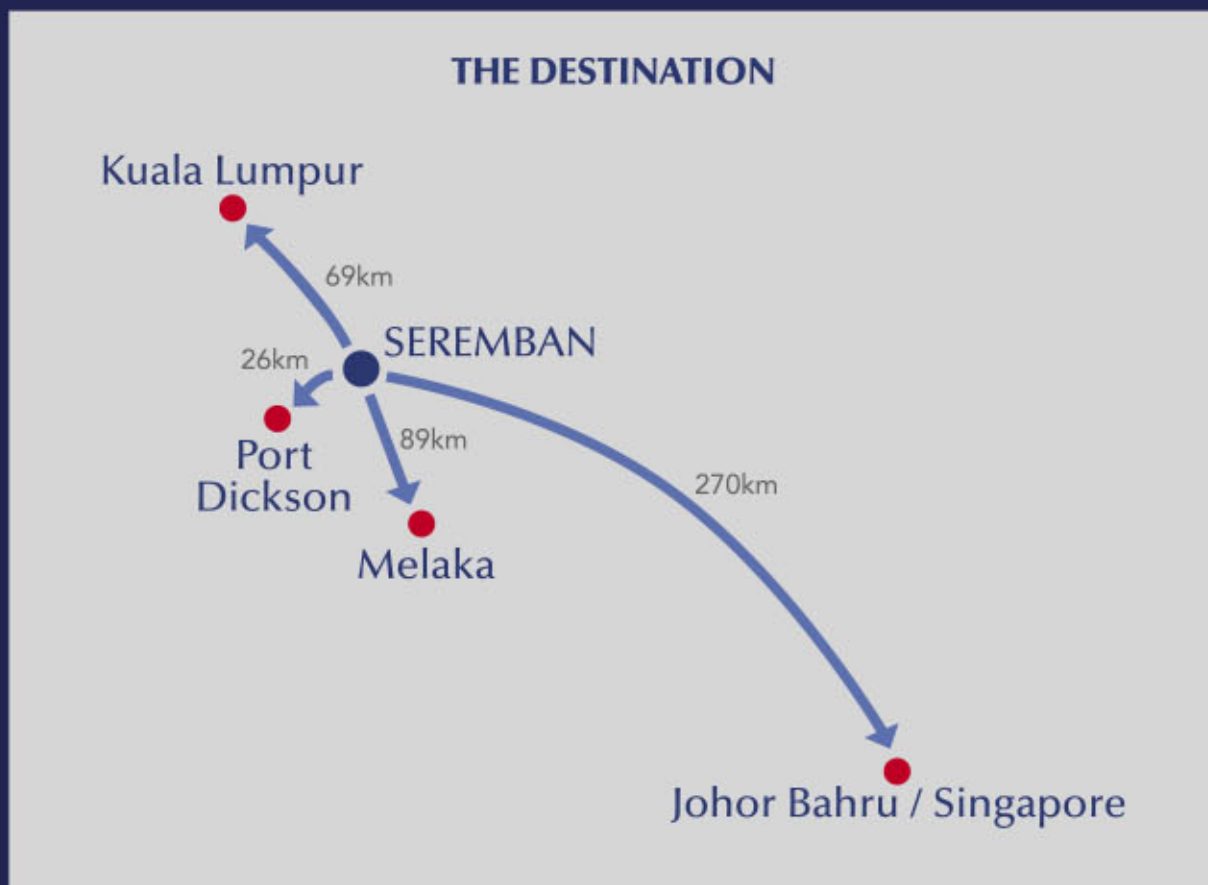 THE DESTINATION
Kuala Lumpur
69km
SEREMBAN
26km
89km
Port
Dickson
270km
Melaka
Johor Bahru / Singapore